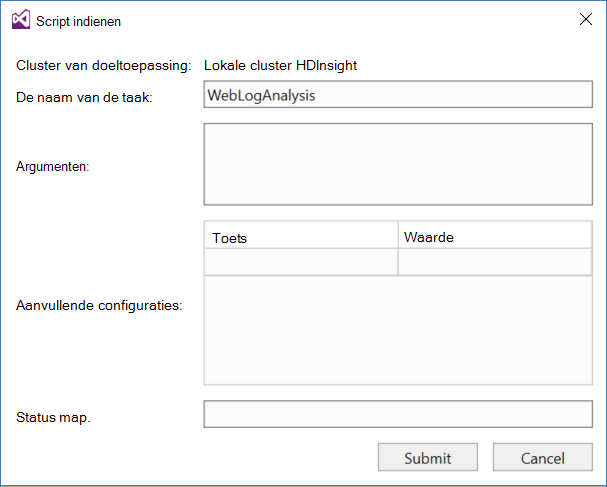 Script indienen
Cluster van doeltoepassing: Lokale cluster HDInsight
De naam van de taak: WebLogAnalysis
Argumenten:
Toets Waarde
Aanvullende configuraties:
Status map.
Submit Cancel